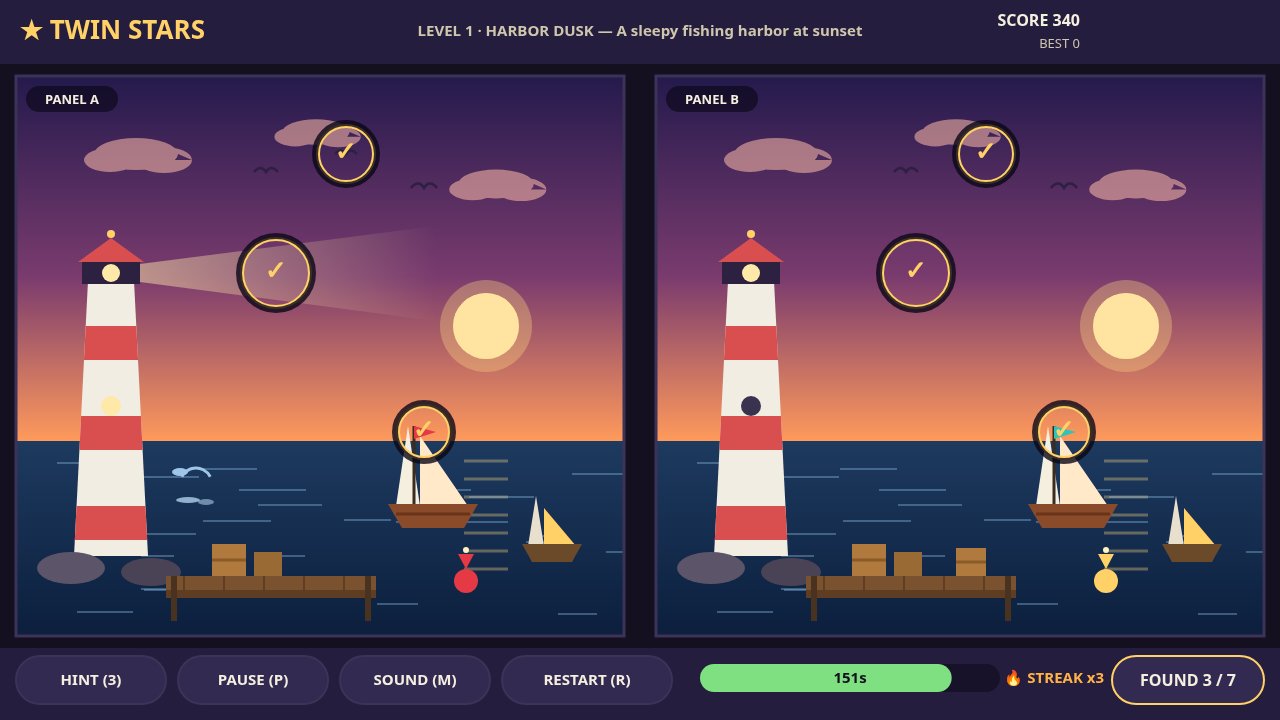 ★ TWIN STARS
LEVEL 1 · HARBOR DUSK — A sleepy fishing harbor at sunset
SCORE 340
BEST 0
PANEL A
PANEL B
HINT (3)
PAUSE (P)
SOUND (M)
RESTART (R)
151s
🔥 STREAK x3
FOUND 3 / 7